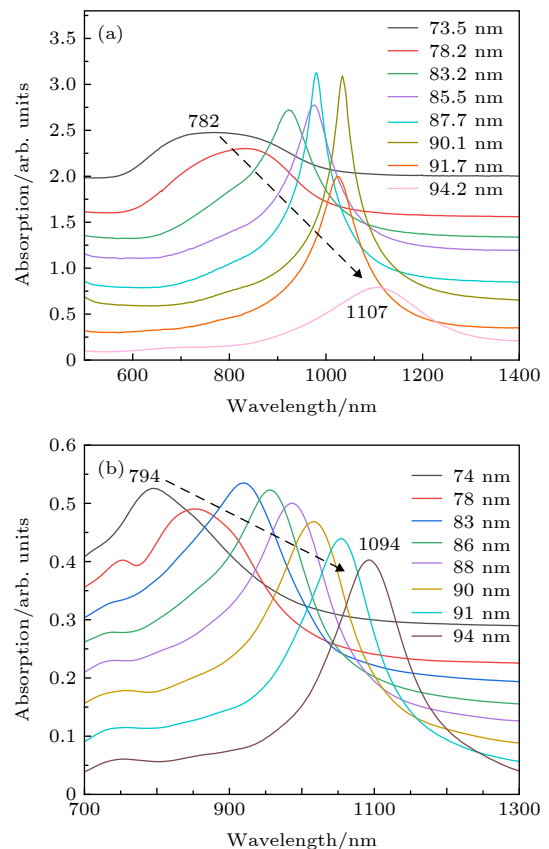 (a)
3.5
3.0
2.5
2.0
1.5
1.0
0.5
0
Absorption/arb. units
73.5 nm
78.2 nm
83.2 nm
85.5 nm
87.7 nm
90.1 nm
91.7 nm
94.2 nm
782
1107
600 800 1000 1200 1400
Wavelength/nm
(b)
0.6
0.5
0.4
0.3
0.2
0.1
0
Absorption/arb. units
74 nm
78 nm
83 nm
86 nm
88 nm
90 nm
91 nm
94 nm
794
1094
700 900 1100 1300
Wavelength/nm